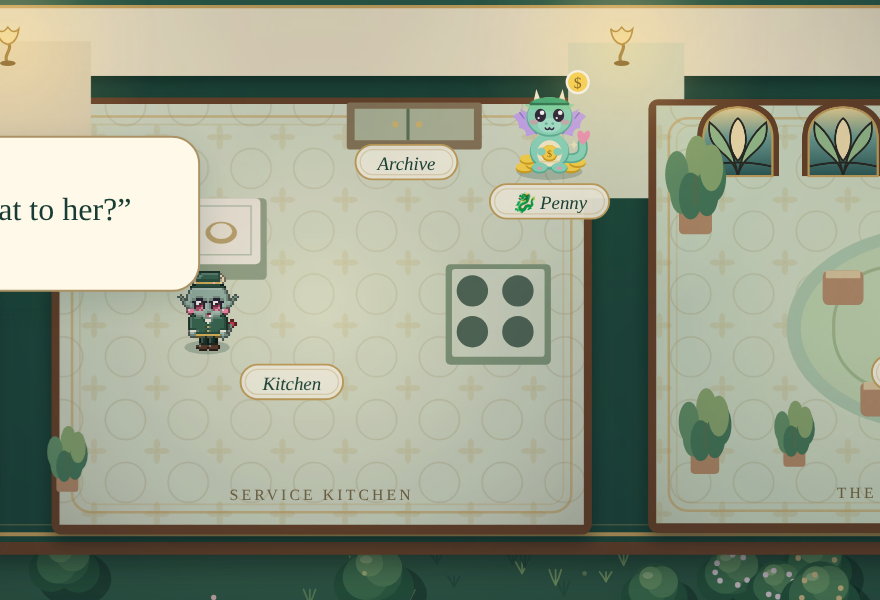 $
Archive
$
🐉 Penny
at to her?”
Kitchen
SERVICE KITCHEN
THE